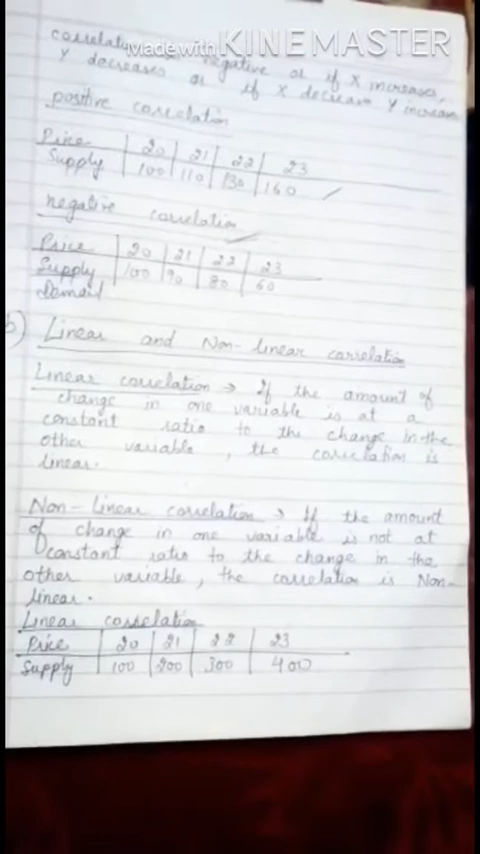 Made with KINEMASTER
correlation negative or if X increases,
Y decreases or if X decrease Y increase
positive correlation
Price 20 21 22 23
Supply 100 110 130 160
negative correlation
Price 20 21 22 23
Supply 100 90 80 60
Demand
b) Linear and Non-linear correlation
Linear correlation → If the amount of
change in one variable is at a
constant ratio to the change in the
other variable, the correlation is
linear.
Non-Linear correlation → If the amount
of change in one variable is not at
constant ratio to the change in the
other variable, the correlation is Non-
linear.
Linear correlation
Price 20 21 22 23
Supply 100 200 300 400